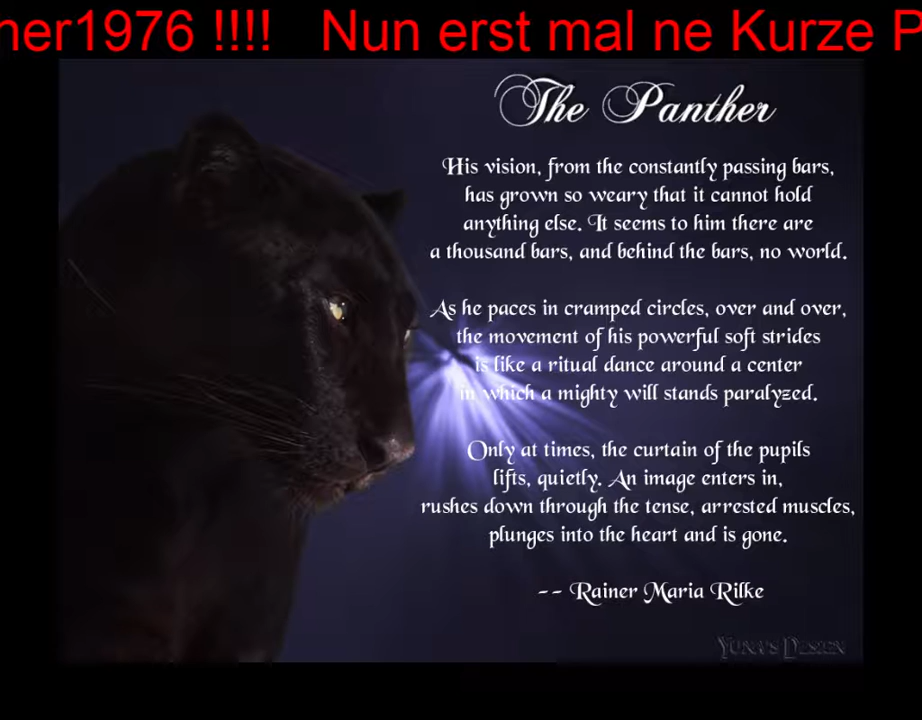 ner1976 !!!! Nun erst mal ne Kurze P
The Panther
His vision, from the constantly passing bars,
has grown so weary that it cannot hold
anything else. It seems to him there are
a thousand bars, and behind the bars, no world.
As he paces in cramped circles, over and over,
the movement of his powerful soft strides
is like a ritual dance around a center
in which a mighty will stands paralyzed.
Only at times, the curtain of the pupils
lifts, quietly. An image enters in,
rushes down through the tense, arrested muscles,
plunges into the heart and is gone.
-- Rainer Maria Rilke